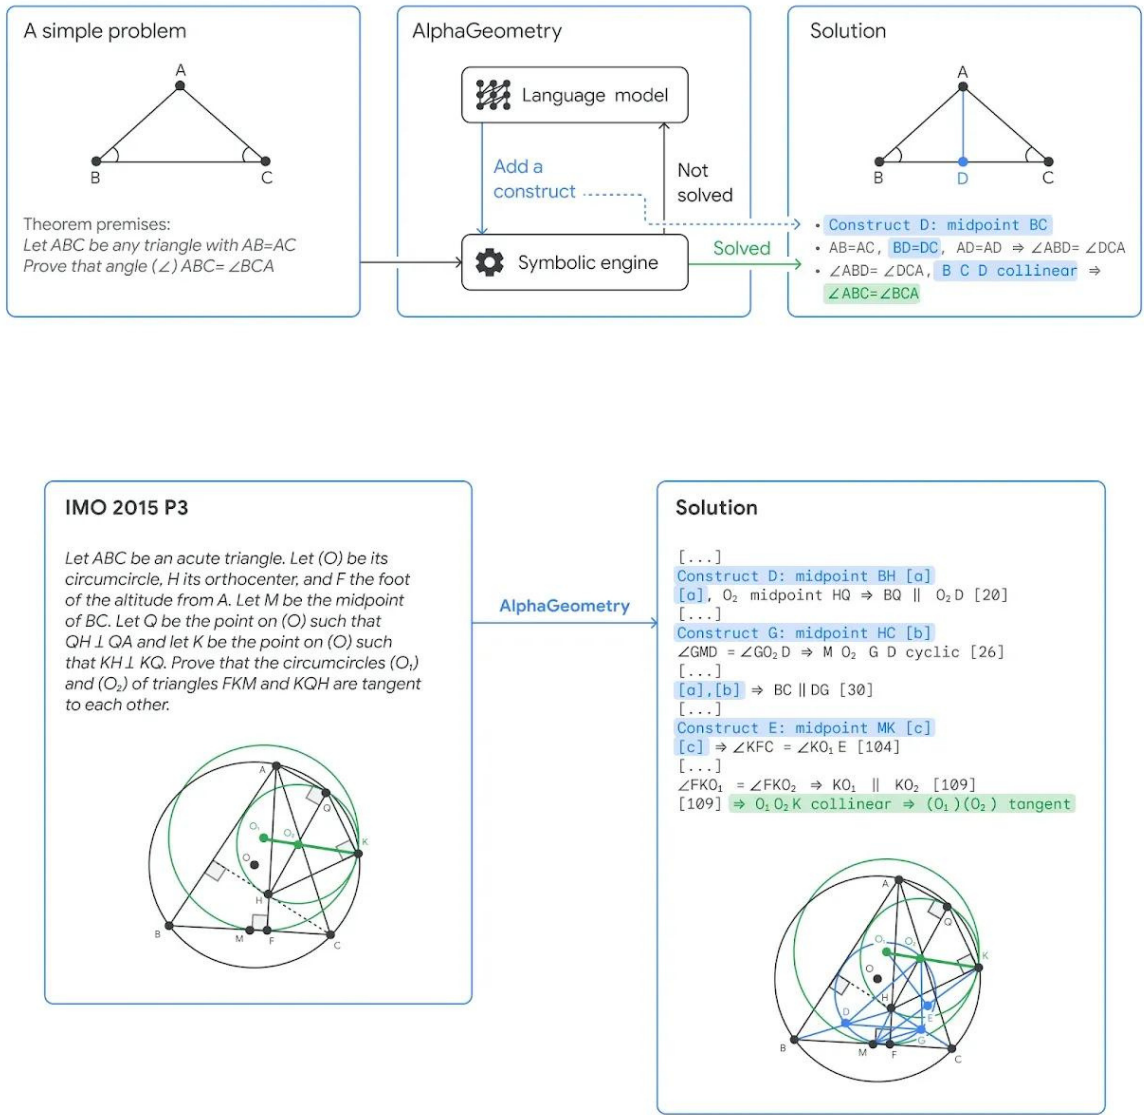 A simple problem
A
B
C
Theorem premises:
Let ABC be any triangle with AB=AC
Prove that angle (∠) ABC= ∠BCA
AlphaGeometry
Language model
Add a
construct
Not
solved
Symbolic engine
Solved
Solution
A
B
D
C
• Construct D: midpoint BC
• AB=AC, BD=DC, AD=AD ⇒ ∠ABD= ∠DCA
• ∠ABD= ∠DCA, B C D collinear ⇒
∠ABC=∠BCA
IMO 2015 P3
Let ABC be an acute triangle. Let (O) be its
circumcircle, H its orthocenter, and F the foot
of the altitude from A. Let M be the midpoint
of BC. Let Q be the point on (O) such that
QH ⊥ QA and let K be the point on (O) such
that KH ⊥ KQ. Prove that the circumcircles (O₁)
and (O₂) of triangles FKM and KQH are tangent
to each other.
A
Q
O₁
O₂
K
O
H
B
M
F
C
AlphaGeometry
Solution
[...]
Construct D: midpoint BH [a]
[a], O₂ midpoint HQ ⇒ BQ ∥ O₂D [20]
[...]
Construct G: midpoint HC [b]
∠GMD = ∠GO₂D ⇒ M O₂ G D cyclic [26]
[...]
[a],[b] ⇒ BC ∥ DG [30]
[...]
Construct E: midpoint MK [c]
[c] ⇒ ∠KFC = ∠KO₁E [104]
[...]
∠FKO₁ = ∠FKO₂ ⇒ KO₁ ∥ KO₂ [109]
[109] ⇒ O₁O₂K collinear ⇒ (O₁)(O₂) tangent
A
Q
O₁
O₂
K
O
H
D
E
G
B
M
F
C